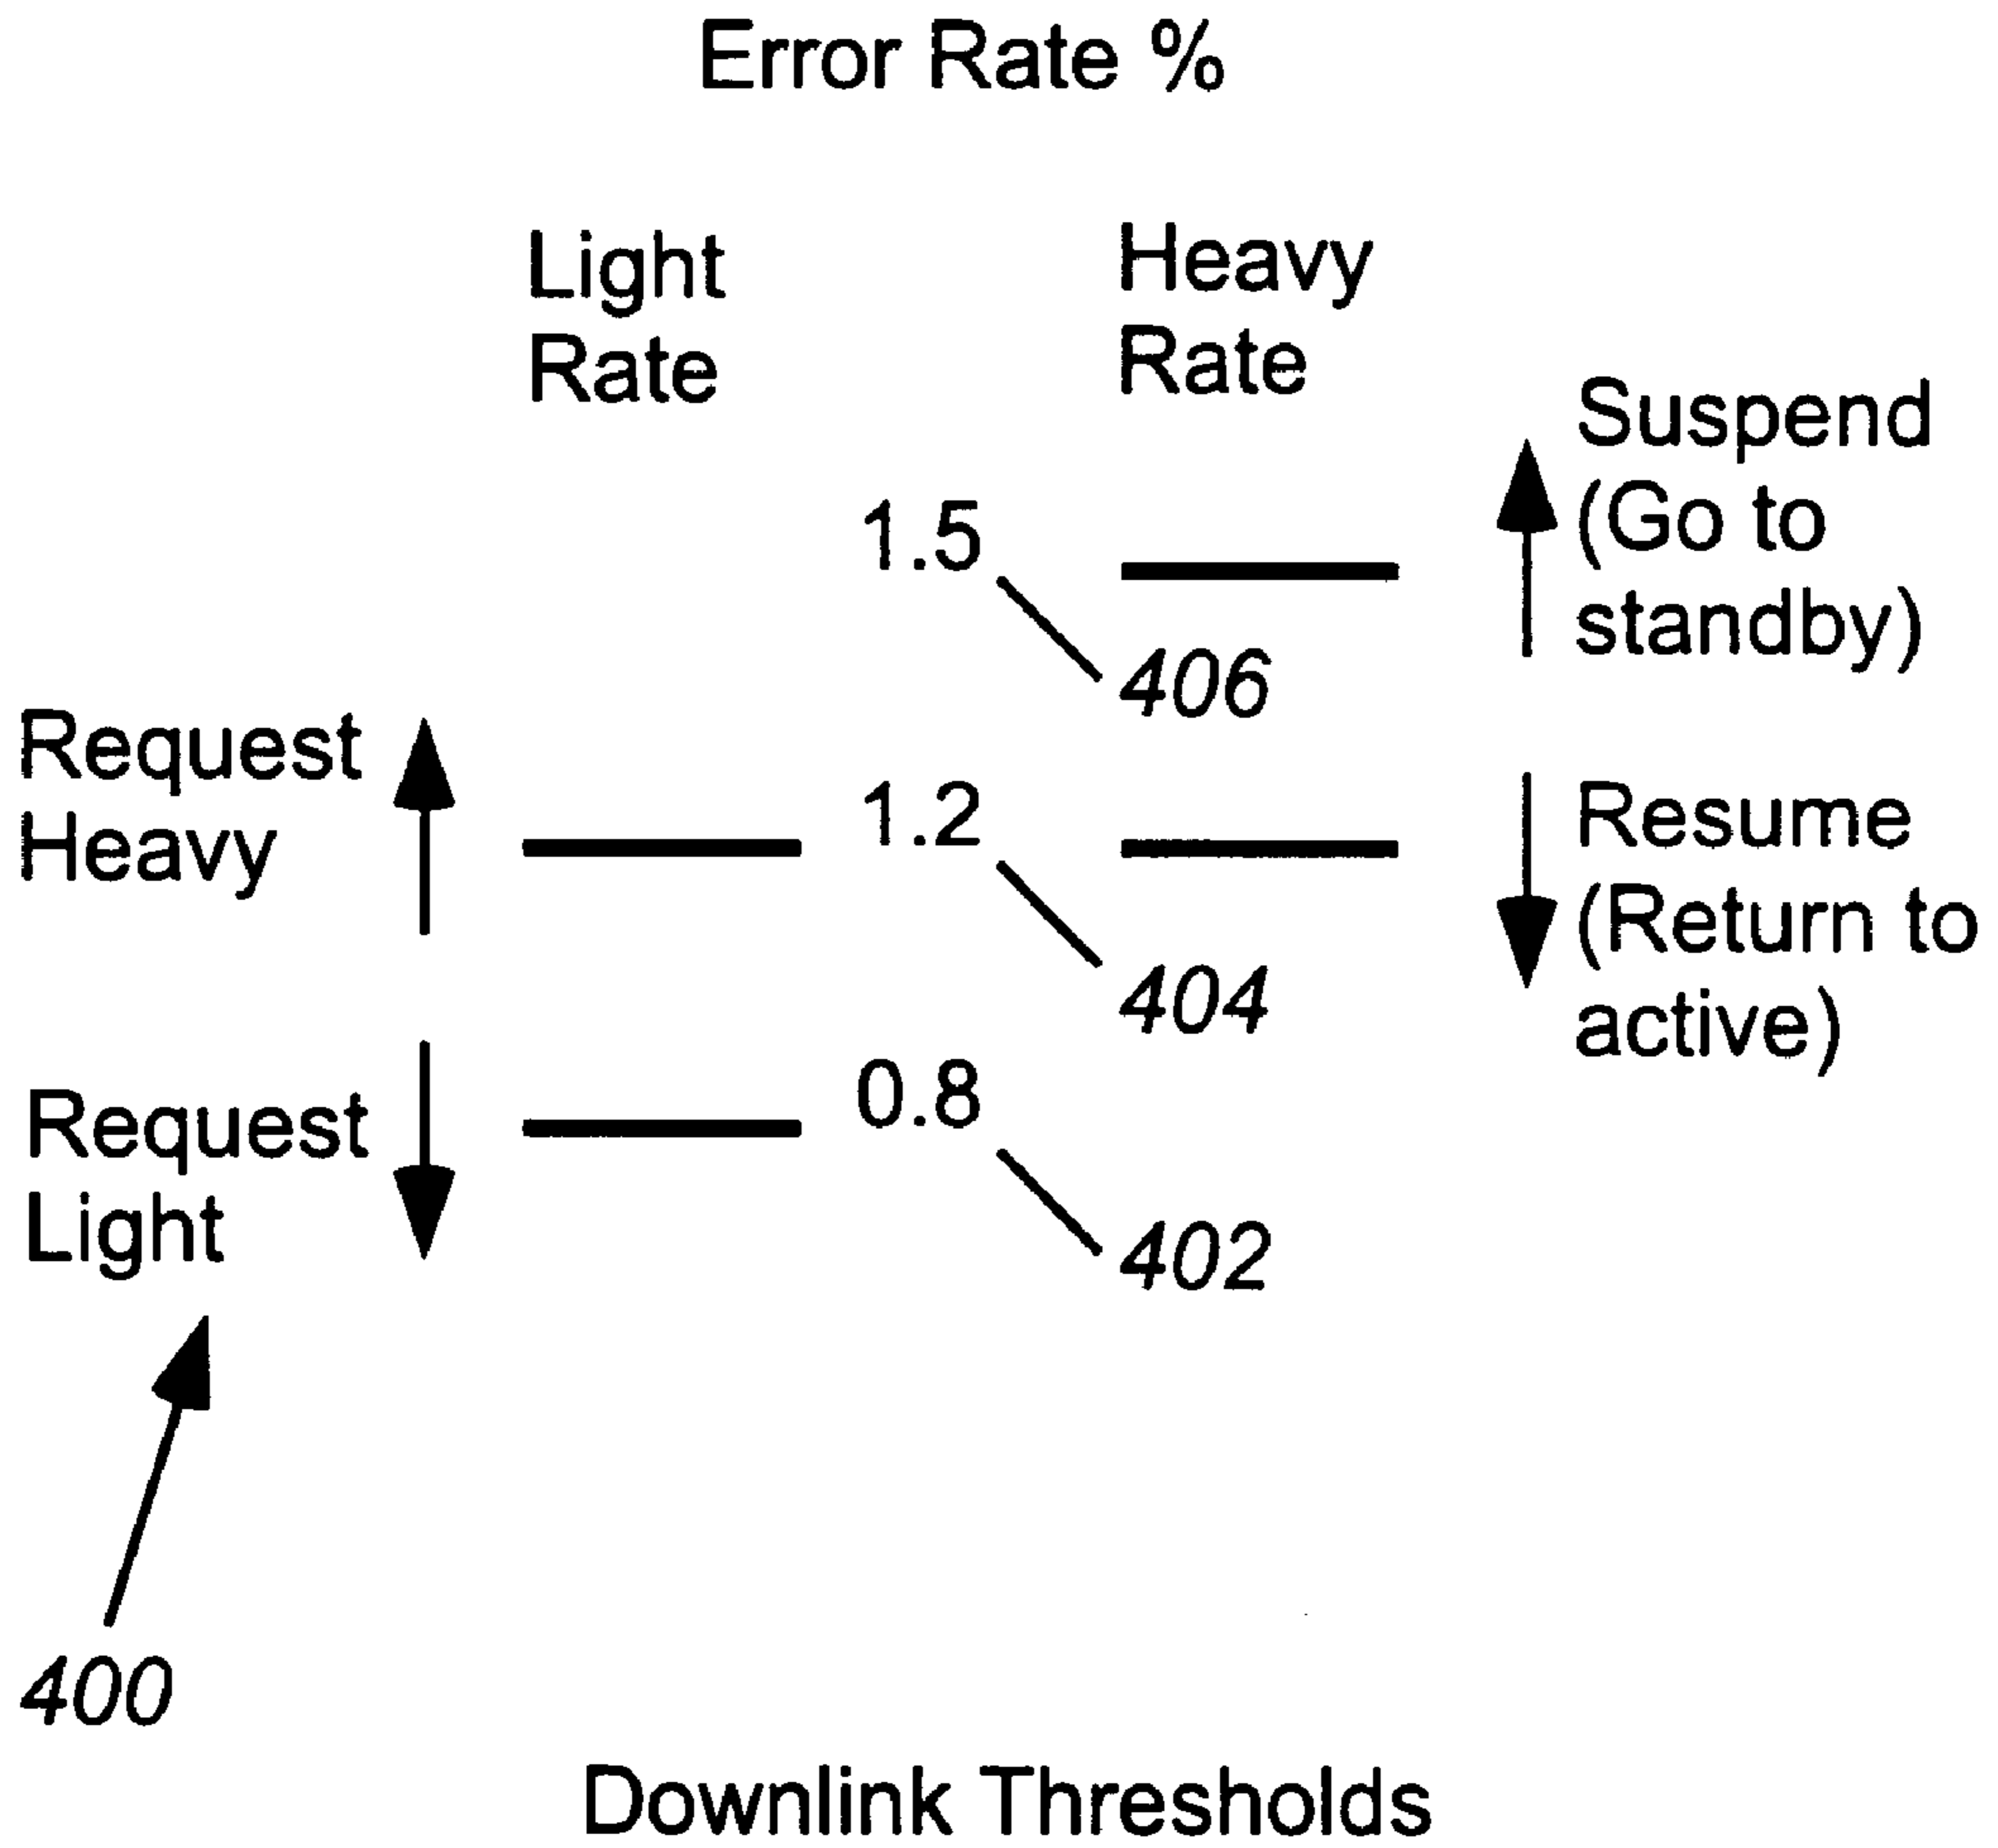 Error Rate %
Light
Rate
Heavy
Rate
Suspend
(Go to
standby)
1.5
406
Request
Heavy
1.2
404
Resume
(Return to
active)
Request
Light
0.8
402
400
Downlink Thresholds